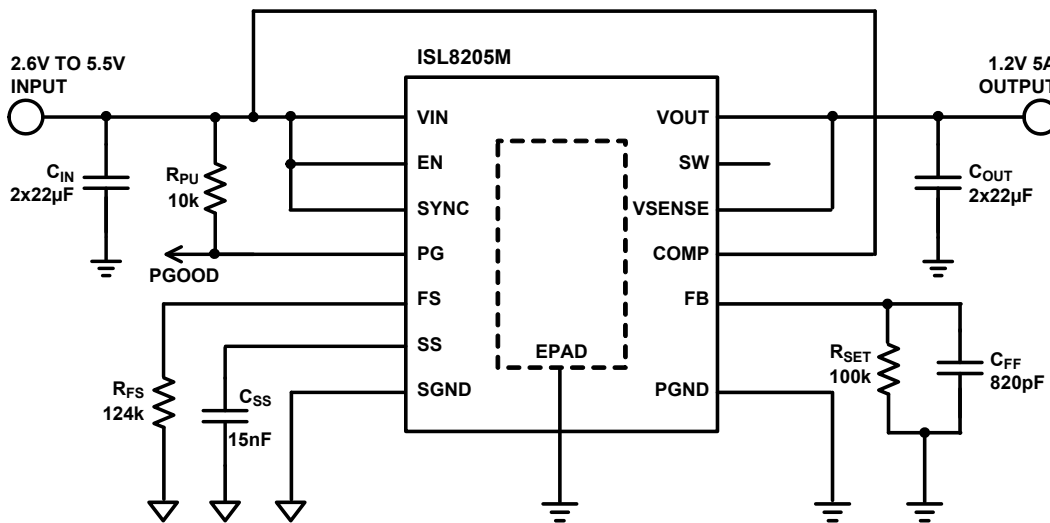 ISL8205M
2.6V TO 5.5V
INPUT
1.2V 5A
OUTPUT
VIN
EN
SYNC
PG
FS
SS
SGND
VOUT
SW
VSENSE
COMP
FB
PGND
EPAD
CIN
2x22µF
RPU
10k
PGOOD
RFS
124k
CSS
15nF
COUT
2x22µF
RSET
100k
CFF
820pF